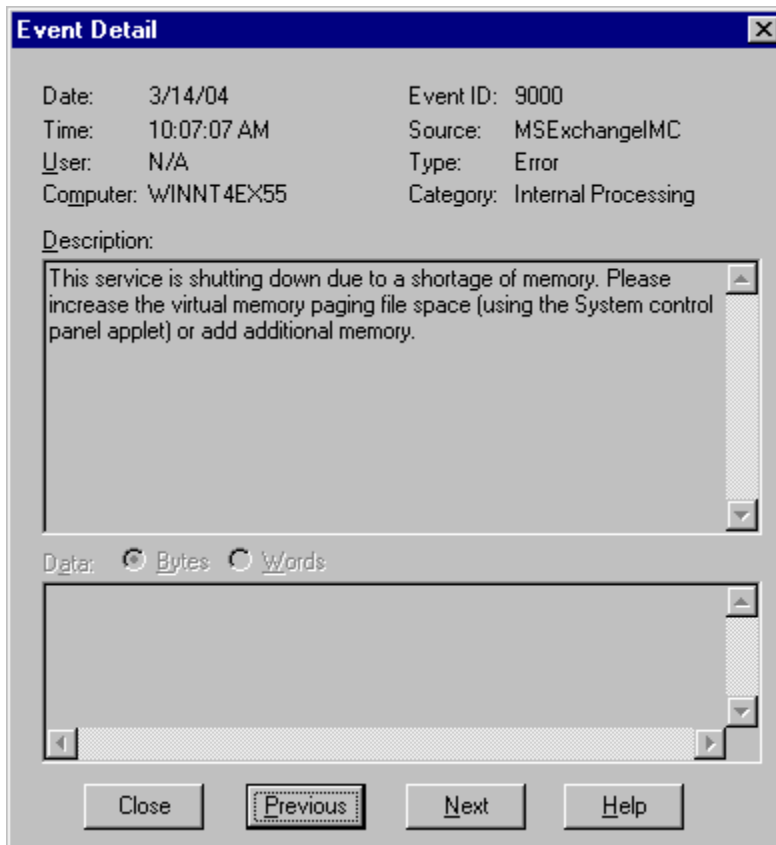 Event Detail
Date: 3/14/04 Event ID: 9000
Time: 10:07:07 AM Source: MSExchangeIMC
User: N/A Type: Error
Computer: WINNT4EX55 Category: Internal Processing
Description:
This service is shutting down due to a shortage of memory. Please
increase the virtual memory paging file space (using the System control
panel applet) or add additional memory.
Data: Bytes Words
Close Previous Next Help